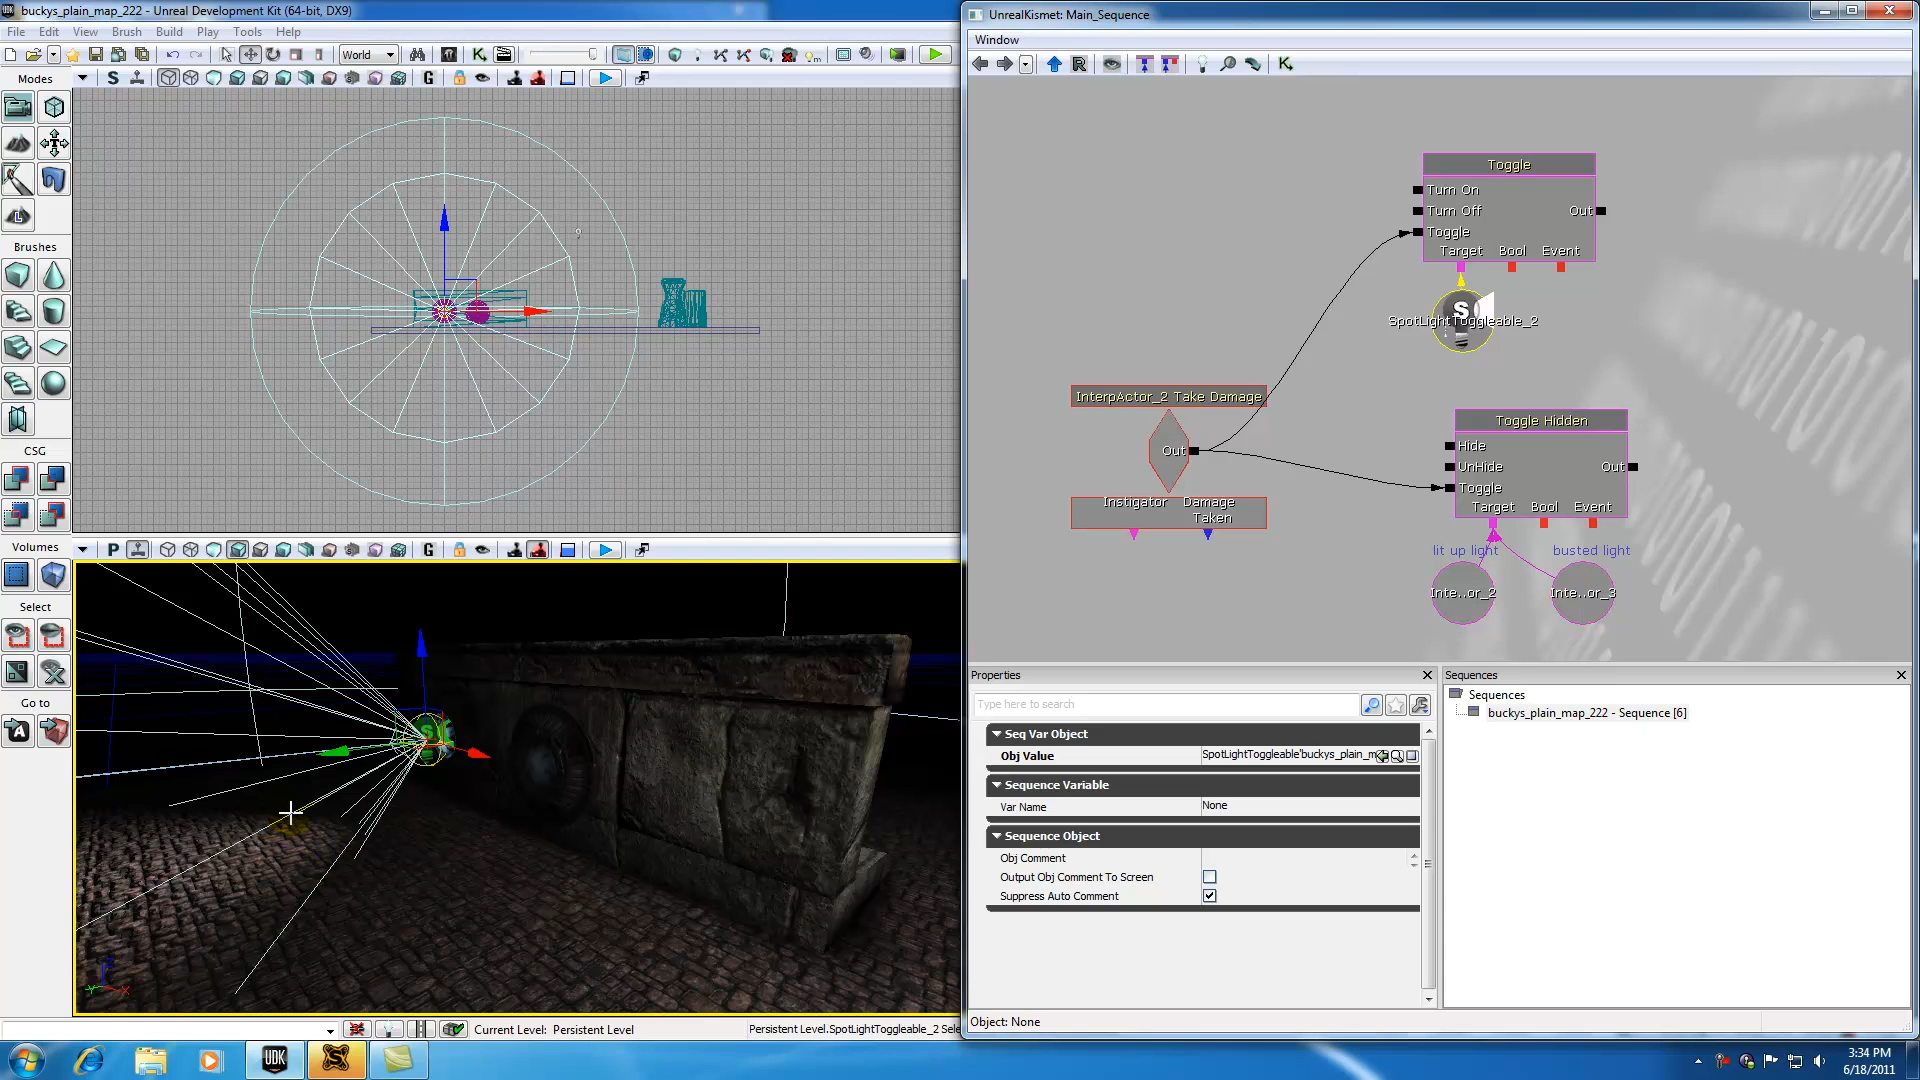 buckys_plain_map_222 - Unreal Development Kit (64-bit, DX9)
File Edit View Brush Build Play Tools Help
World
Modes
S
G
L
Brushes
CSG
Volumes
Select
Go to
A
P
G
S
Current Level: Persistent Level
Persistent Level.SpotLightToggleable_2 Sele
UnrealKismet: Main_Sequence
Window
R
Toggle
Turn On
Turn Off
Out
Toggle
Target Bool Event
S
SpotLightToggleable_2
InterpActor_2 Take Damage
Out
Instigator Damage
Taken
Toggle Hidden
Hide
UnHide
Out
Toggle
Target Bool Event
lit up light busted light
Inte..or_2 Inte..or_3
Properties
Type here to search
Seq Var Object
Obj Value SpotLightToggleable'buckys_plain_m
Sequence Variable
Var Name None
Sequence Object
Obj Comment
Output Obj Comment To Screen
Suppress Auto Comment
Sequences
Sequences
buckys_plain_map_222 - Sequence [6]
Object: None
UDK
3:34 PM
6/18/2011